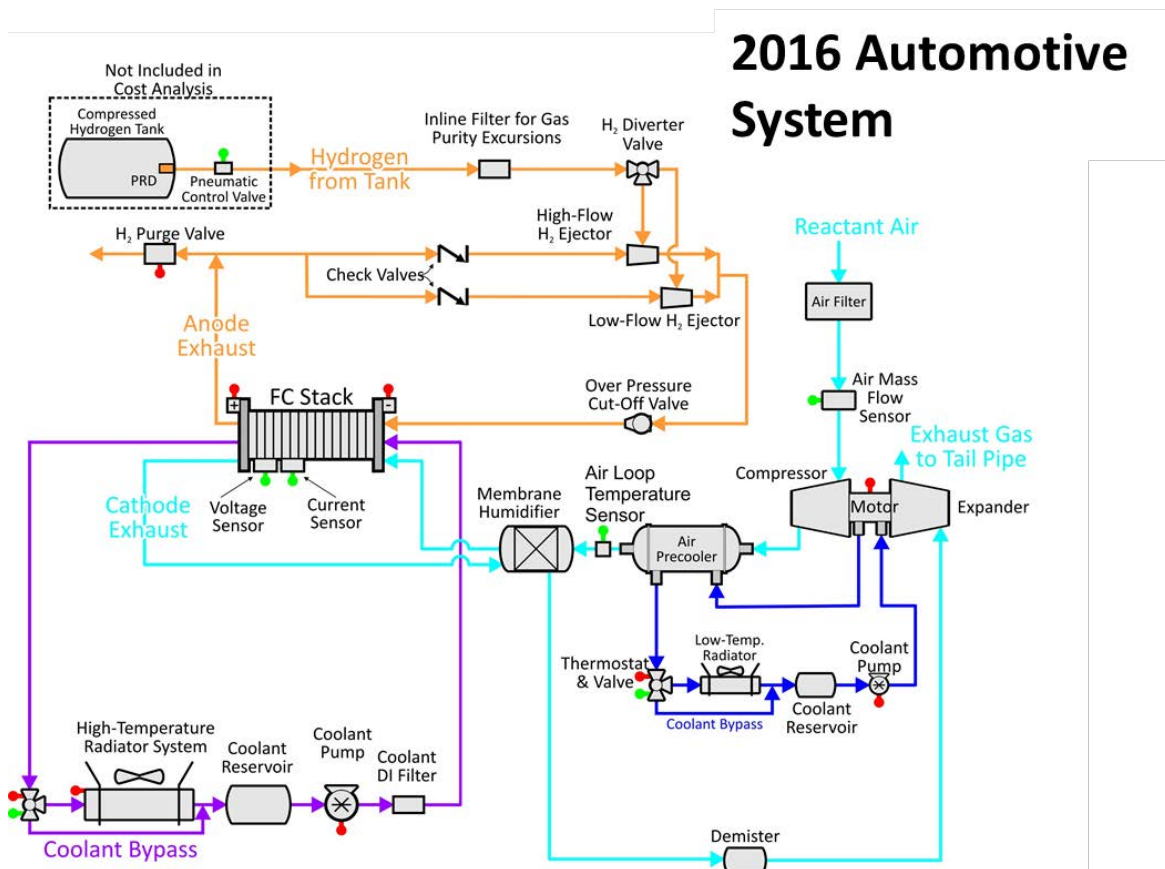 2016 Automotive
System
Not Included in
Cost Analysis
Compressed
Hydrogen Tank
PRD
Pneumatic
Control Valve
Hydrogen
from Tank
Inline Filter for Gas
Purity Excursions
H₂ Diverter
Valve
H₂ Purge Valve
High-Flow
H₂ Ejector
Check Valves
Low-Flow H₂ Ejector
Reactant Air
Air Filter
Anode
Exhaust
Air Mass
Flow
Sensor
FC Stack
+
-
Over Pressure
Cut-Off Valve
Exhaust Gas
to Tail Pipe
Compressor
Motor
Expander
Cathode
Exhaust
Voltage
Sensor
Current
Sensor
Membrane
Humidifier
Air Loop
Temperature
Sensor
Air
Precooler
Thermostat
& Valve
Low-Temp.
Radiator
Coolant
Pump
Coolant
Reservoir
Coolant Bypass
High-Temperature
Radiator System
Coolant
Reservoir
Coolant
Pump
Coolant
DI Filter
Coolant Bypass
Demister